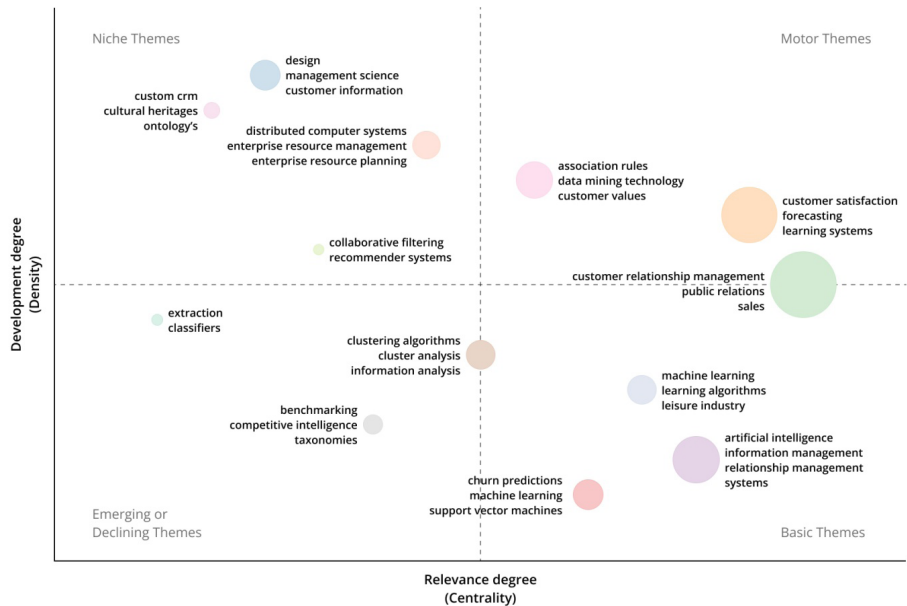 Niche Themes
Motor Themes
design
management science
customer information
custom crm
cultural heritages
ontology's
distributed computer systems
enterprise resource management
enterprise resource planning
association rules
data mining technology
customer values
customer satisfaction
forecasting
learning systems
collaborative filtering
recommender systems
customer relationship management
public relations
sales
extraction
classifiers
clustering algorithms
cluster analysis
information analysis
machine learning
learning algorithms
leisure industry
benchmarking
competitive intelligence
taxonomies
artificial intelligence
information management
relationship management
systems
churn predictions
machine learning
support vector machines
Emerging or
Declining Themes
Basic Themes
Development degree
(Density)
Relevance degree
(Centrality)